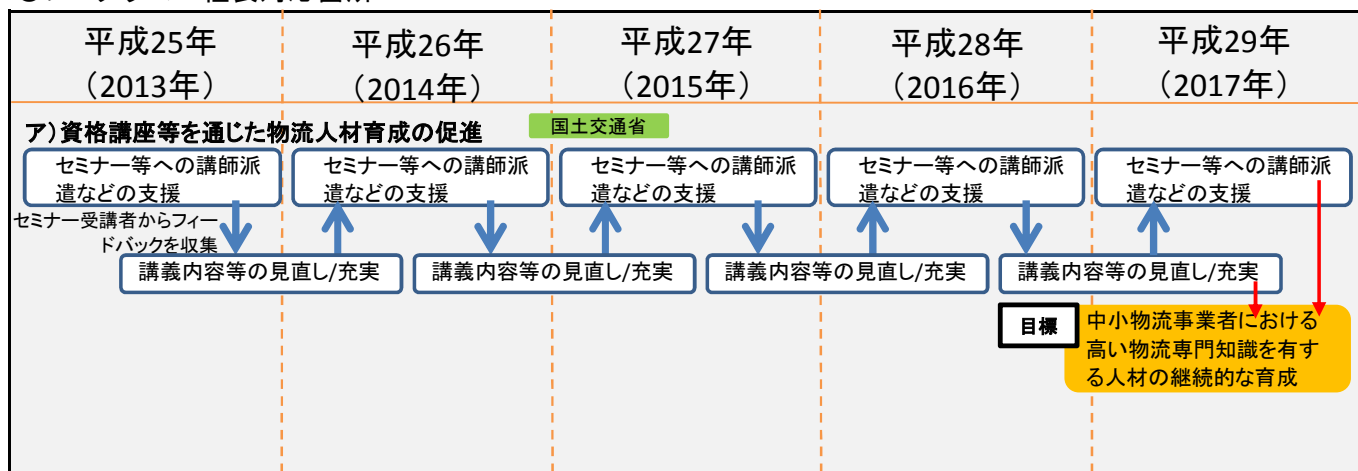 平成25年
（2013年）
平成26年
（2014年）
平成27年
（2015年）
平成28年
（2016年）
平成29年
（2017年）
ア）資格講座等を通じた物流人材育成の促進
国土交通省
セミナー等への講師派
遣などの支援
セミナー等への講師派
遣などの支援
セミナー等への講師派
遣などの支援
セミナー等への講師派
遣などの支援
セミナー等への講師派
遣などの支援
セミナー受講者からフィー
ドバックを収集
講義内容等の見直し/充実
講義内容等の見直し/充実
講義内容等の見直し/充実
講義内容等の見直し/充実
目標
中小物流事業者における
高い物流専門知識を有す
る人材の継続的な育成